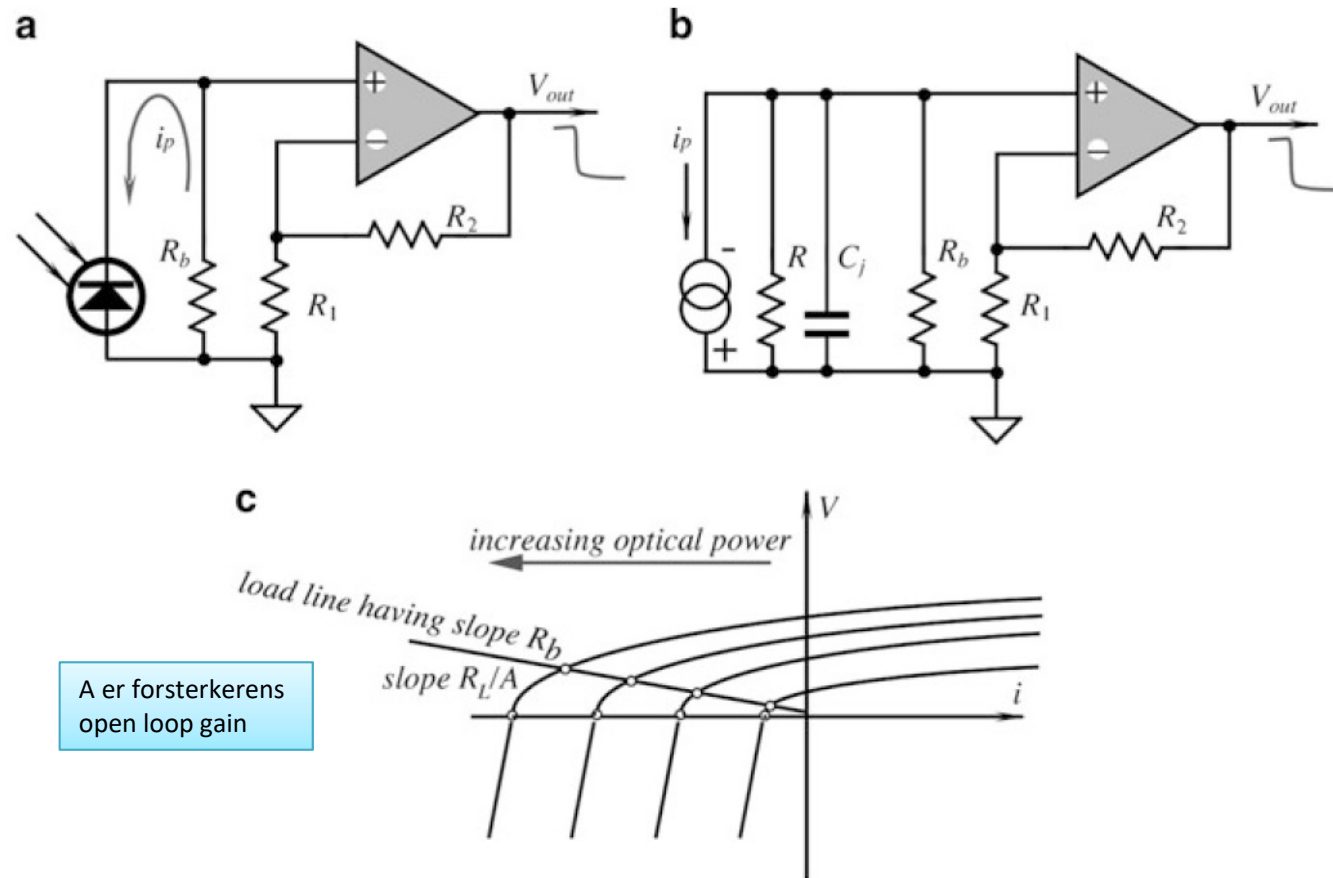 a
b
+
−
V_out
i_p
R_b
R_2
R_1
+
−
V_out
i_p
-
+
R
C_j
R_b
R_2
R_1
c
V
increasing optical power
load line having slope R_b
slope R_L/A
i
A er forsterkerens
open loop gain